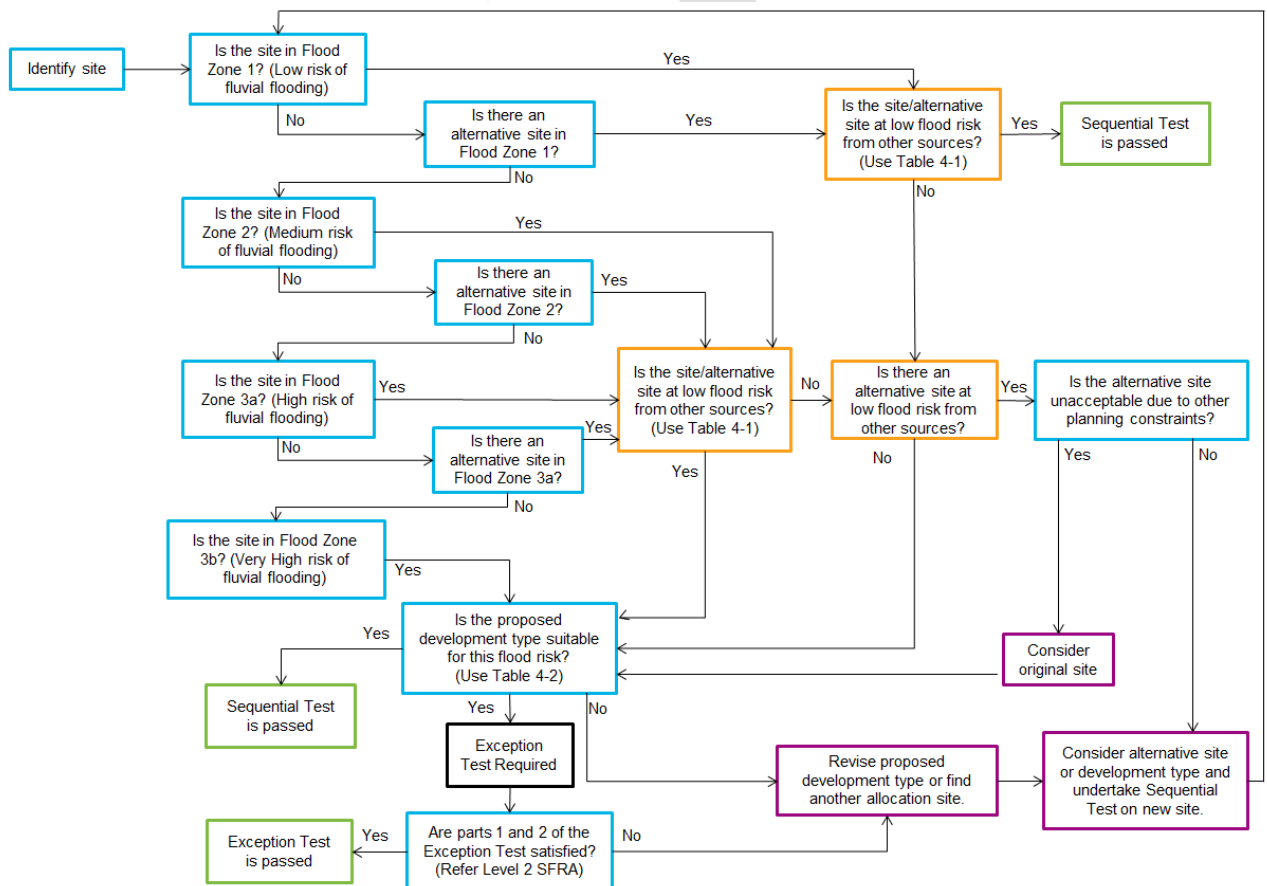 Identify site
Is the site in Flood
Zone 1? (Low risk of
fluvial flooding)
Yes
No
Is there an
alternative site in
Flood Zone 1?
Yes
No
Is the site/alternative
site at low flood risk
from other sources?
(Use Table 4-1)
Yes
No
Sequential Test
is passed
Is the site in Flood
Zone 2? (Medium risk
of fluvial flooding)
Yes
No
Is there an
alternative site in
Flood Zone 2?
Yes
No
Is the site in Flood
Zone 3a? (High risk of
fluvial flooding)
Yes
No
Is there an
alternative site in
Flood Zone 3a?
Yes
No
Is the site/alternative
site at low flood risk
from other sources?
(Use Table 4-1)
No
Yes
Is there an
alternative site at
low flood risk from
other sources?
Yes
No
Is the alternative site
unacceptable due to other
planning constraints?
Yes
No
Is the site in Flood Zone
3b? (Very High risk of
fluvial flooding)
Yes
Is the proposed
development type suitable
for this flood risk?
(Use Table 4-2)
Yes
Yes
No
Sequential Test
is passed
Consider
original site
Exception
Test Required
Revise proposed
development type or find
another allocation site.
Consider alternative site
or development type and
undertake Sequential
Test on new site.
Are parts 1 and 2 of the
Exception Test satisfied?
(Refer Level 2 SFRA)
Yes
No
Exception Test
is passed